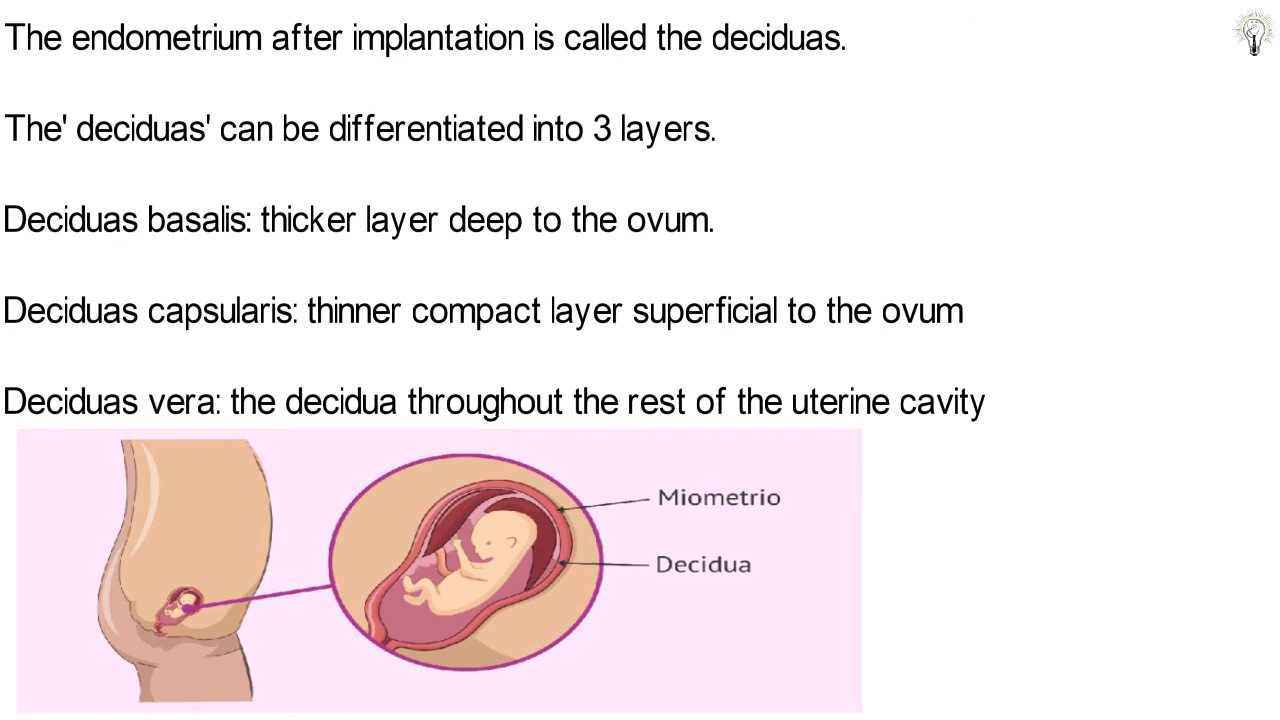 The endometrium after implantation is called the deciduas.
The' deciduas' can be differentiated into 3 layers.
Deciduas basalis: thicker layer deep to the ovum.
Deciduas capsularis: thinner compact layer superficial to the ovum
Deciduas vera: the decidua throughout the rest of the uterine cavity
Miometrio
Decidua